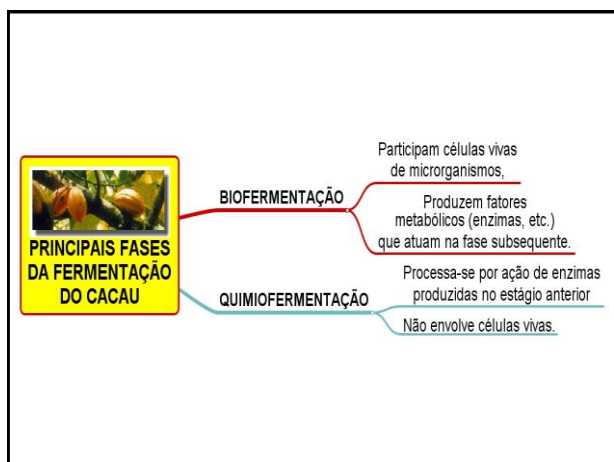 PRINCIPAIS FASES
DA FERMENTAÇÃO
DO CACAU
BIOFERMENTAÇÃO
Participam células vivas
de microrganismos,
Produzem fatores
metabólicos (enzimas, etc.)
que atuam na fase subsequente.
QUIMIOFERMENTAÇÃO
Processa-se por ação de enzimas
produzidas no estágio anterior
Não envolve células vivas.